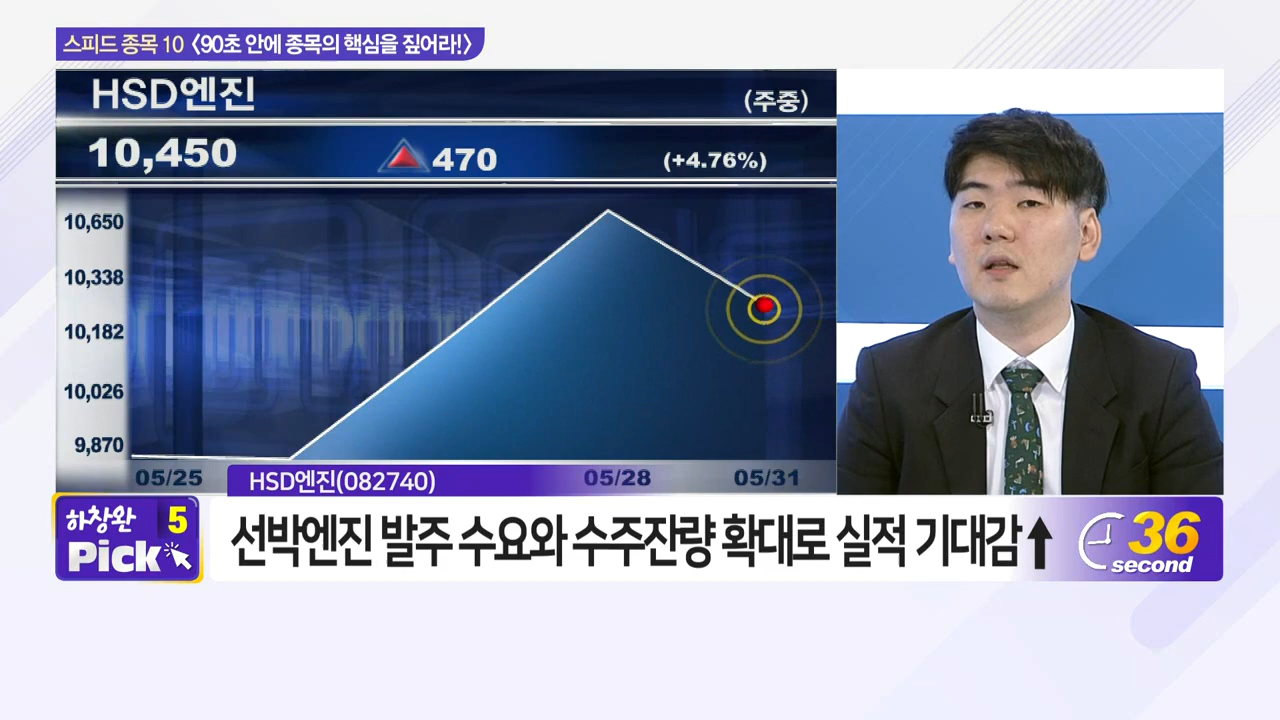 스피드 종목 10 <90초 안에 종목의 핵심을 짚어라!>
HSD엔진
(주중)
10,450 ▲ 470 (+4.76%)
10,650
10,338
10,182
10,026
9,870
05/25 05/28 05/31
HSD엔진(082740)
하창완 5
Pick
선박엔진 발주 수요와 수주잔량 확대로 실적 기대감↑
36
second